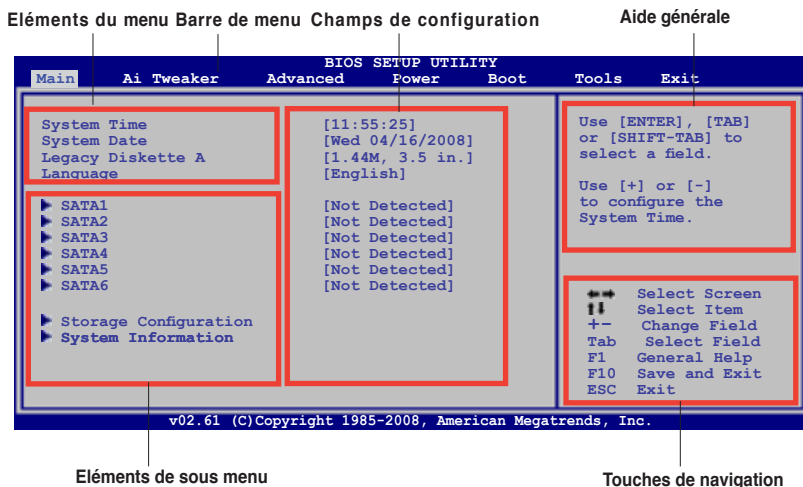 Eléments du menu Barre de menu Champs de configuration Aide générale
BIOS SETUP UTILITY
Main Ai Tweaker Advanced Power Boot Tools Exit
System Time [11:55:25]
System Date [Wed 04/16/2008]
Legacy Diskette A [1.44M, 3.5 in.]
Language [English]
SATA1 [Not Detected]
SATA2 [Not Detected]
SATA3 [Not Detected]
SATA4 [Not Detected]
SATA5 [Not Detected]
SATA6 [Not Detected]
Storage Configuration
System Information
Use [ENTER], [TAB]
or [SHIFT-TAB] to
select a field.
Use [+] or [-]
to configure the
System Time.
Select Screen
Select Item
+- Change Field
Tab Select Field
F1 General Help
F10 Save and Exit
ESC Exit
v02.61 (C)Copyright 1985-2008, American Megatrends, Inc.
Eléments de sous menu Touches de navigation